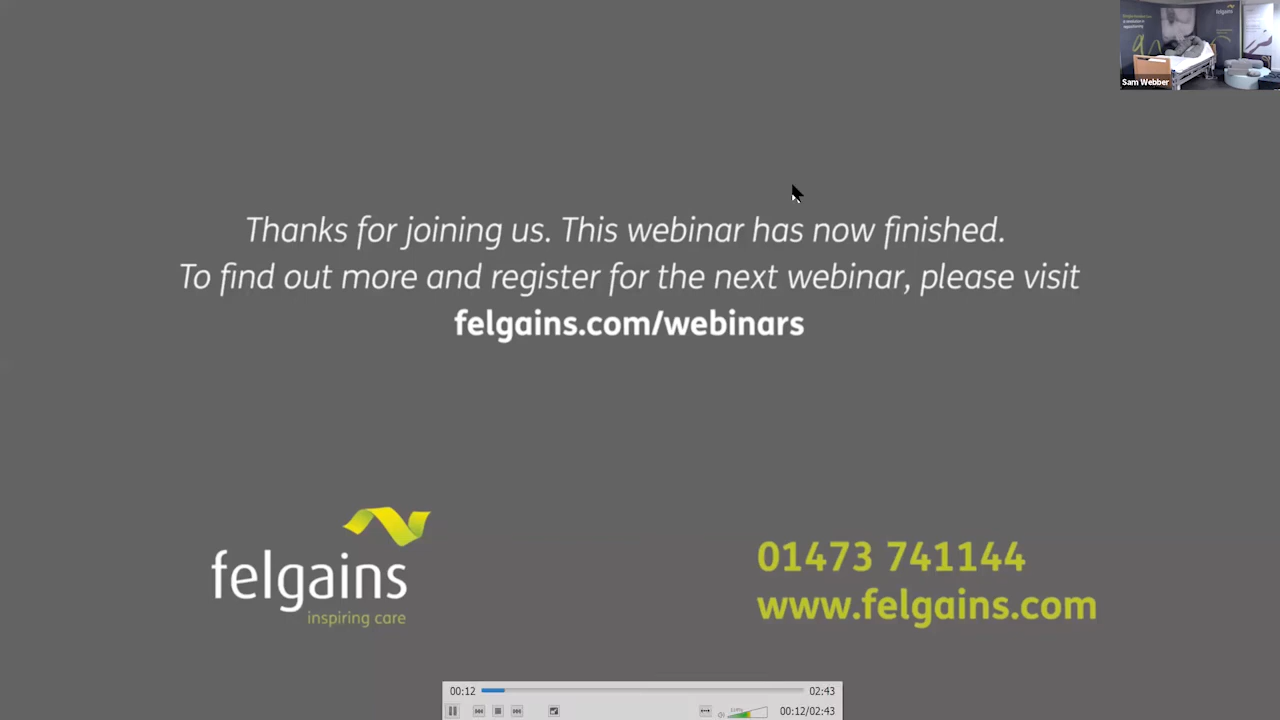 felgains
Sam Webber
Thanks for joining us. This webinar has now finished.
To find out more and register for the next webinar, please visit
felgains.com/webinars
felgains
inspiring care
01473 741144
www.felgains.com
00:12
02:43
00:12/02:43